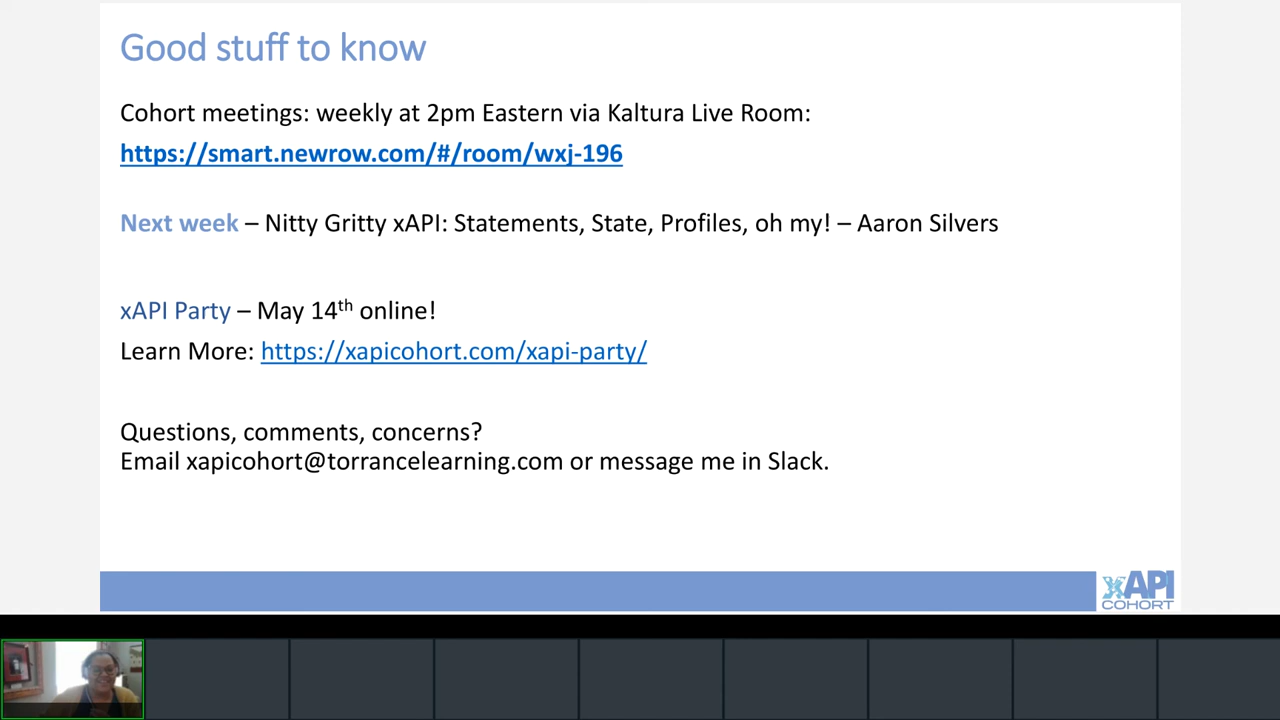 Good stuff to know
Cohort meetings: weekly at 2pm Eastern via Kaltura Live Room:
https://smart.newrow.com/#/room/wxj-196
Next week – Nitty Gritty xAPI: Statements, State, Profiles, oh my! – Aaron Silvers
xAPI Party – May 14th online!
Learn More: https://xapicohort.com/xapi-party/
Questions, comments, concerns?
Email xapicohort@torrancelearning.com or message me in Slack.
xAPI
COHORT